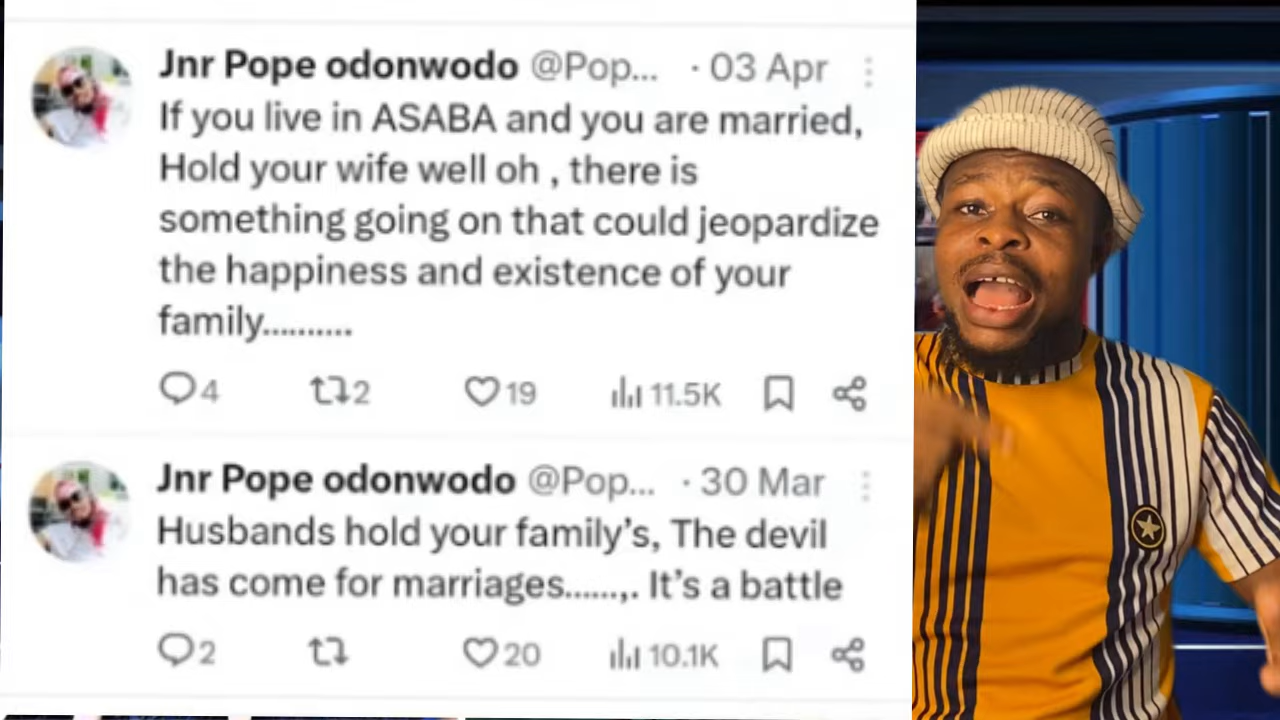 Jnr Pope odonwodo @Pop... · 03 Apr
If you live in ASABA and you are married,
Hold your wife well oh , there is
something going on that could jeopardize
the happiness and existence of your
family..........
4 2 19 11.5K
Jnr Pope odonwodo @Pop... · 30 Mar
Husbands hold your family's, The devil
has come for marriages......,. It's a battle
2 20 10.1K